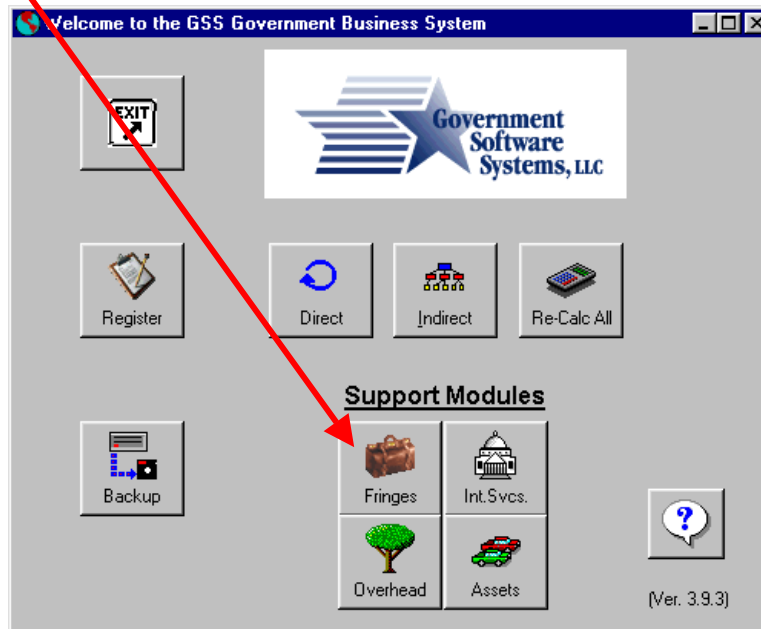 Welcome to the GSS Government Business System
EXIT
Government
Software
Systems, LLC
Register
Direct
Indirect
Re-Calc All
Support Modules
Backup
Fringes
Int.Svcs.
Overhead
Assets
?
(Ver. 3.9.3)